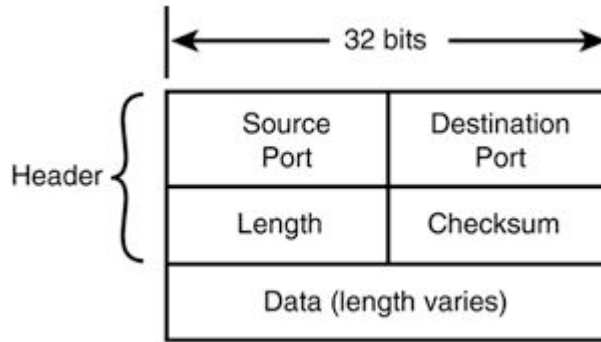 32 bits
Source
Port
Destination
Port
Header
Length
Checksum
Data (length varies)